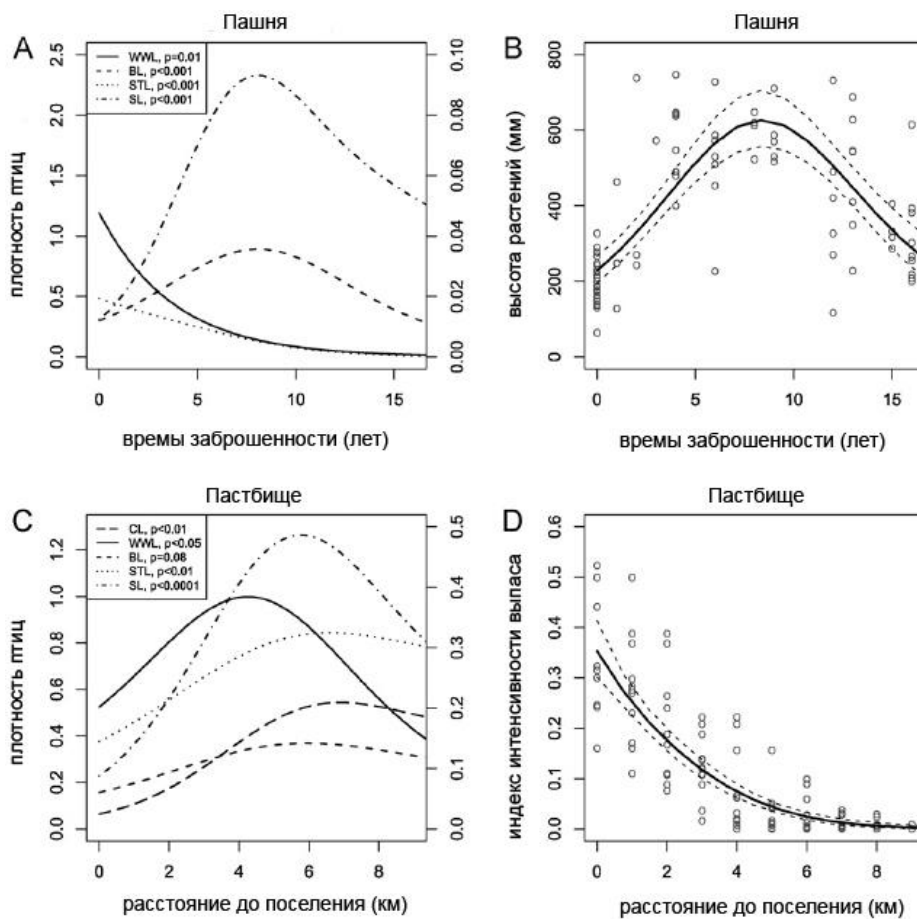 Пашня
A
WWL, p=0.01
BL, p<0.001
STL, p<0.001
SL, p<0.001
плотность птиц
0.0 0.5 1.0 1.5 2.0 2.5
0.00 0.02 0.04 0.06 0.08 0.10
0 5 10 15
времы заброшенности (лет)
Пашня
B
высота растений (мм)
0 200 400 600 800
0 5 10 15
времы заброшенности (лет)
Пастбище
C
CL, p<0.01
WWL, p<0.05
BL, p=0.08
STL, p<0.01
SL, p<0.0001
плотность птиц
0.0 0.2 0.4 0.6 0.8 1.0 1.2
0.0 0.1 0.2 0.3 0.4 0.5
0 2 4 6 8
расстояние до поселения (км)
Пастбище
D
индекс интенсивности выпаса
0.0 0.1 0.2 0.3 0.4 0.5 0.6
0 2 4 6 8
расстояние до поселения (км)